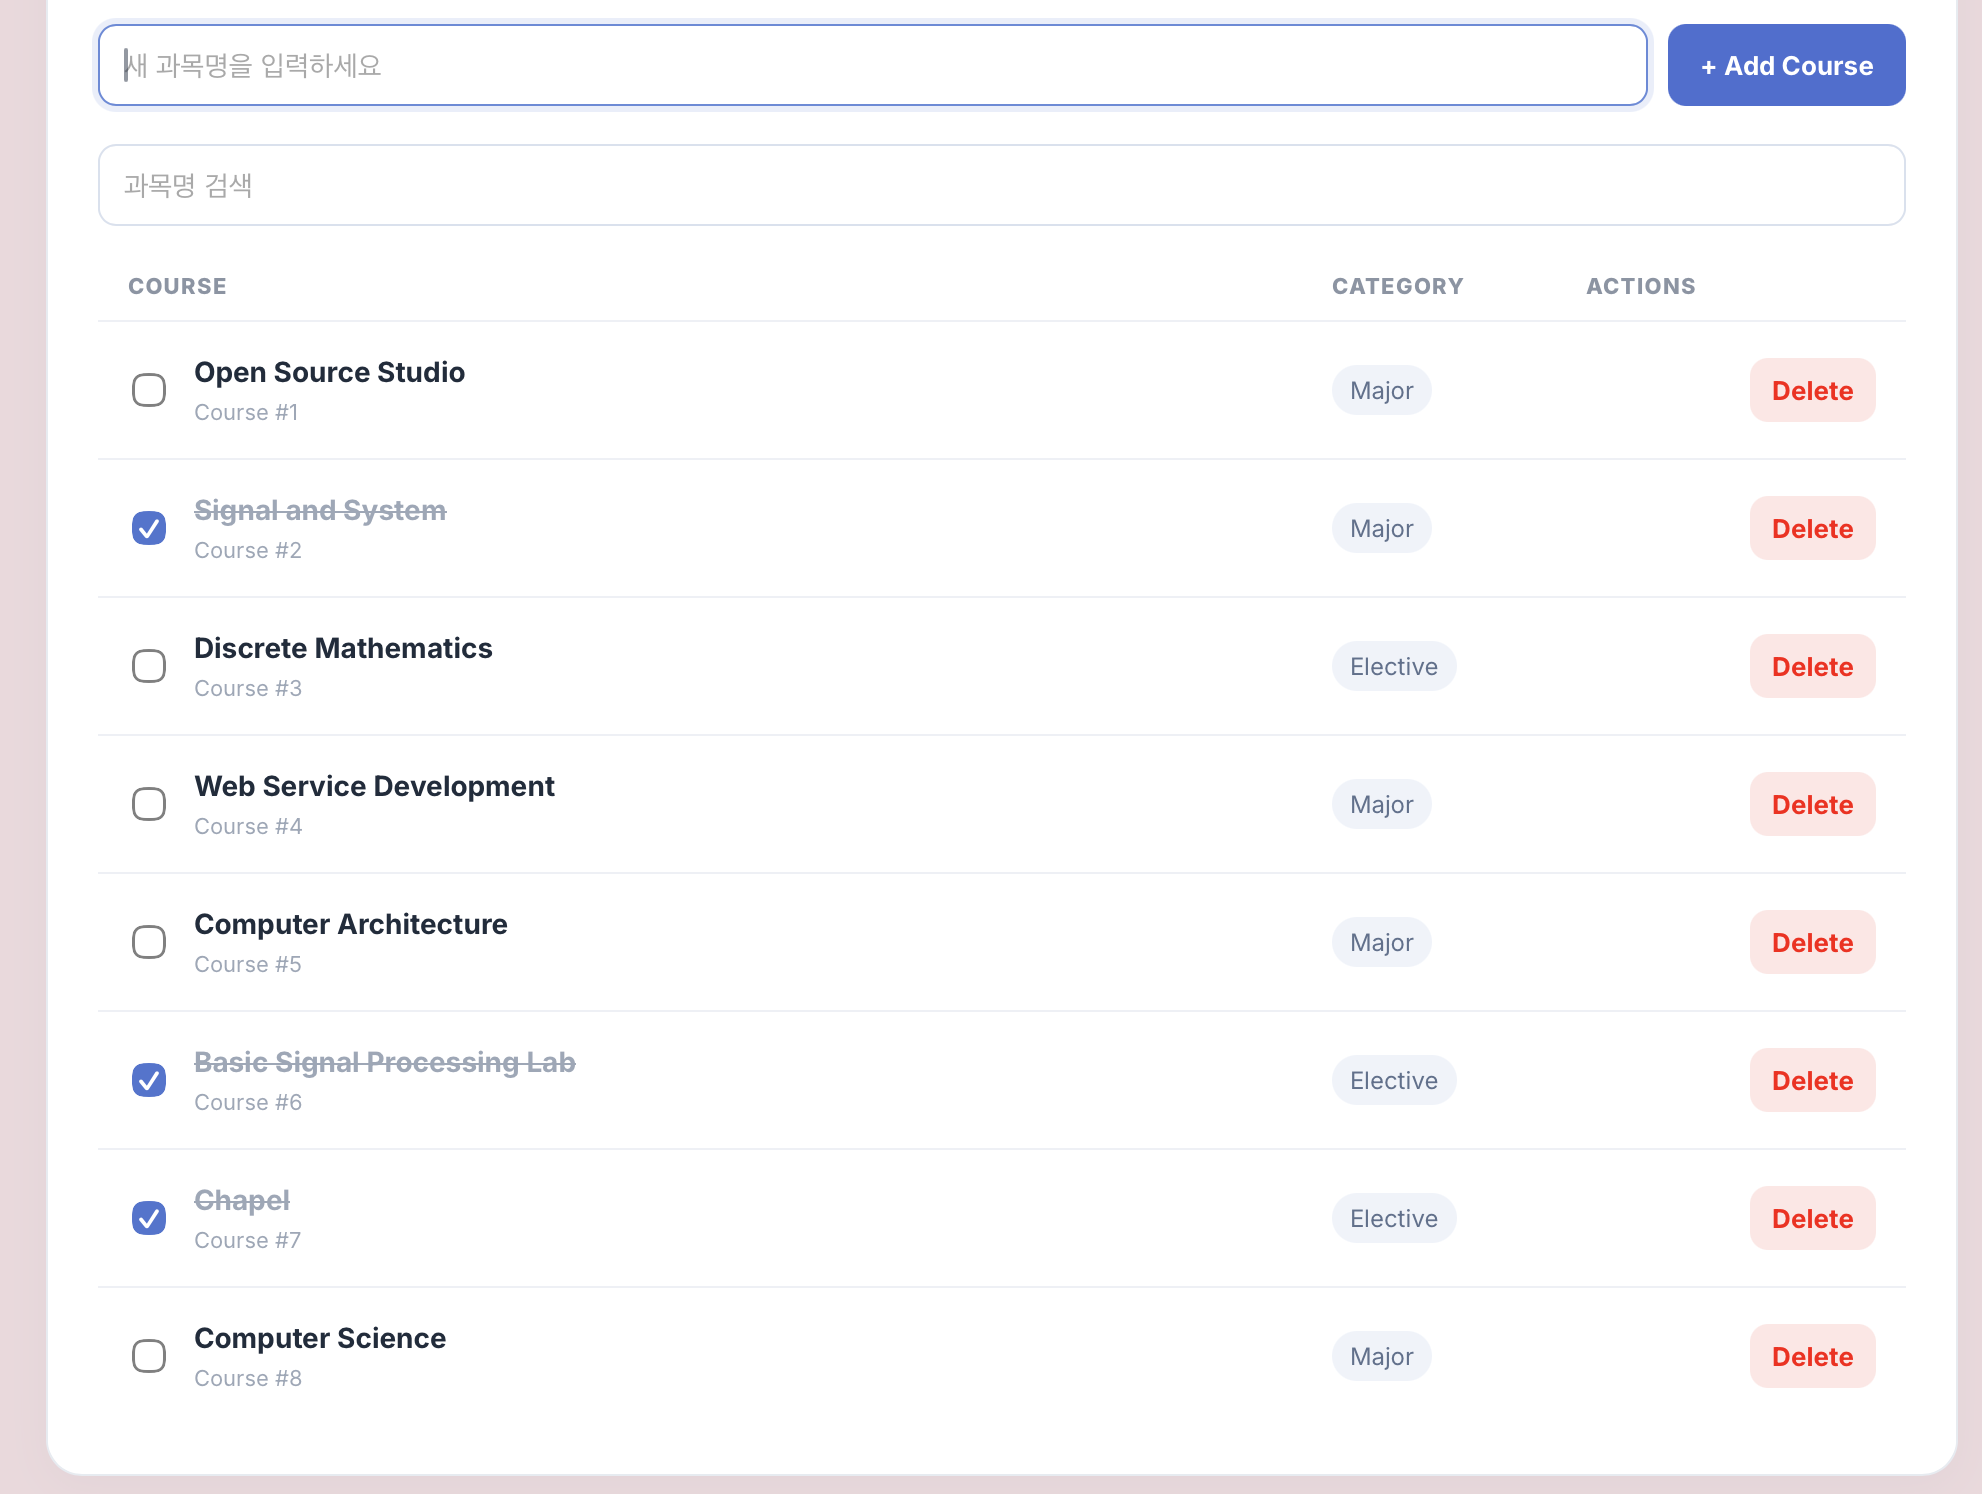 새 과목명을 입력하세요
+ Add Course
과목명 검색
COURSE CATEGORY ACTIONS
Open Source Studio
Course #1
Major
Delete
Signal and System
Course #2
Major
Delete
Discrete Mathematics
Course #3
Elective
Delete
Web Service Development
Course #4
Major
Delete
Computer Architecture
Course #5
Major
Delete
Basic Signal Processing Lab
Course #6
Elective
Delete
Chapel
Course #7
Elective
Delete
Computer Science
Course #8
Major
Delete